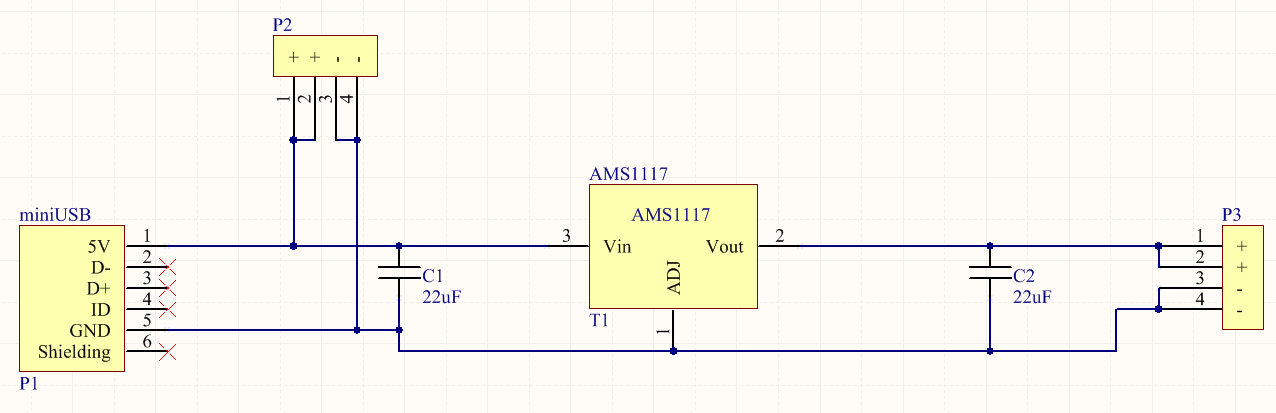 P2
+ + - -
1 2 3 4
AMS1117
AMS1117
miniUSB
P3
5V 1
3 Vin
Vout 2
1 +
D- 2
2 +
D+ 3
C1
ADJ
C2
3 -
ID 4
22uF
22uF
4 -
GND 5
T1
1
Shielding 6
P1